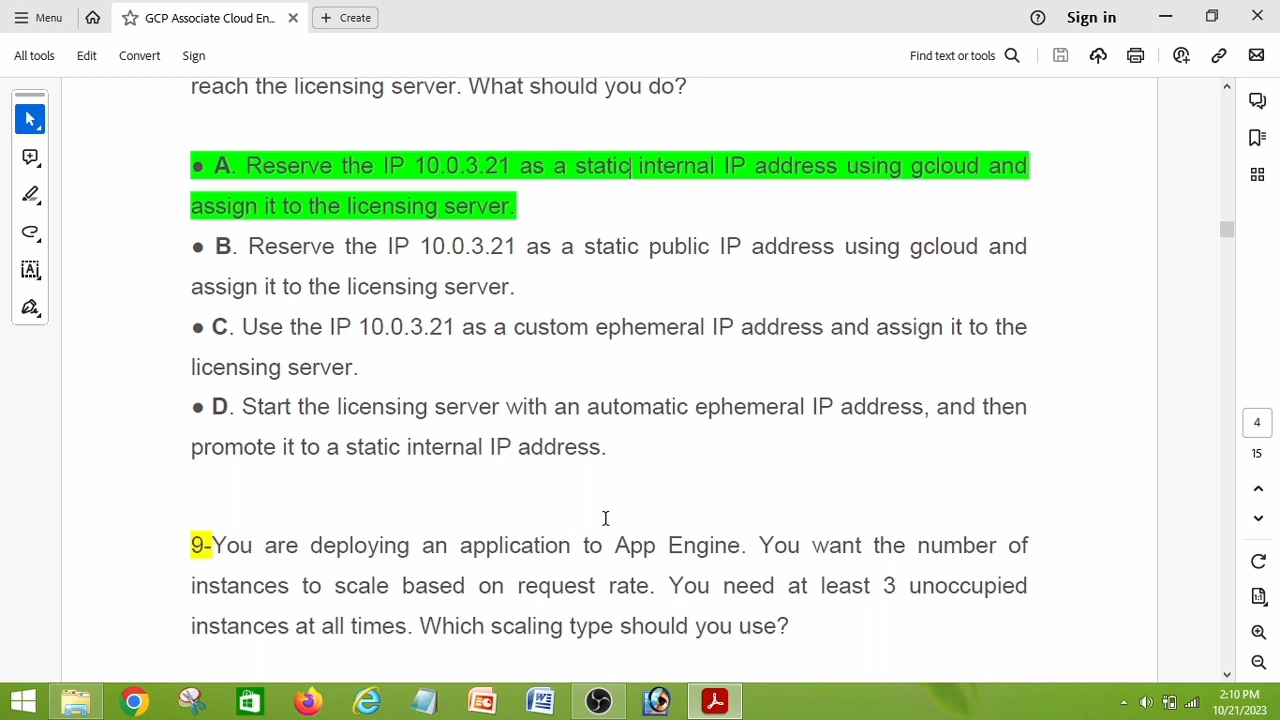 Menu
GCP Associate Cloud En...
Create
Sign in
All tools
Edit
Convert
Sign
Find text or tools
reach the licensing server. What should you do?
● A. Reserve the IP 10.0.3.21 as a static internal IP address using gcloud and
assign it to the licensing server.
● B. Reserve the IP 10.0.3.21 as a static public IP address using gcloud and
assign it to the licensing server.
● C. Use the IP 10.0.3.21 as a custom ephemeral IP address and assign it to the
licensing server.
● D. Start the licensing server with an automatic ephemeral IP address, and then
promote it to a static internal IP address.
9-You are deploying an application to App Engine. You want the number of
instances to scale based on request rate. You need at least 3 unoccupied
instances at all times. Which scaling type should you use?
4
15
1:1
2:10 PM
10/21/2023